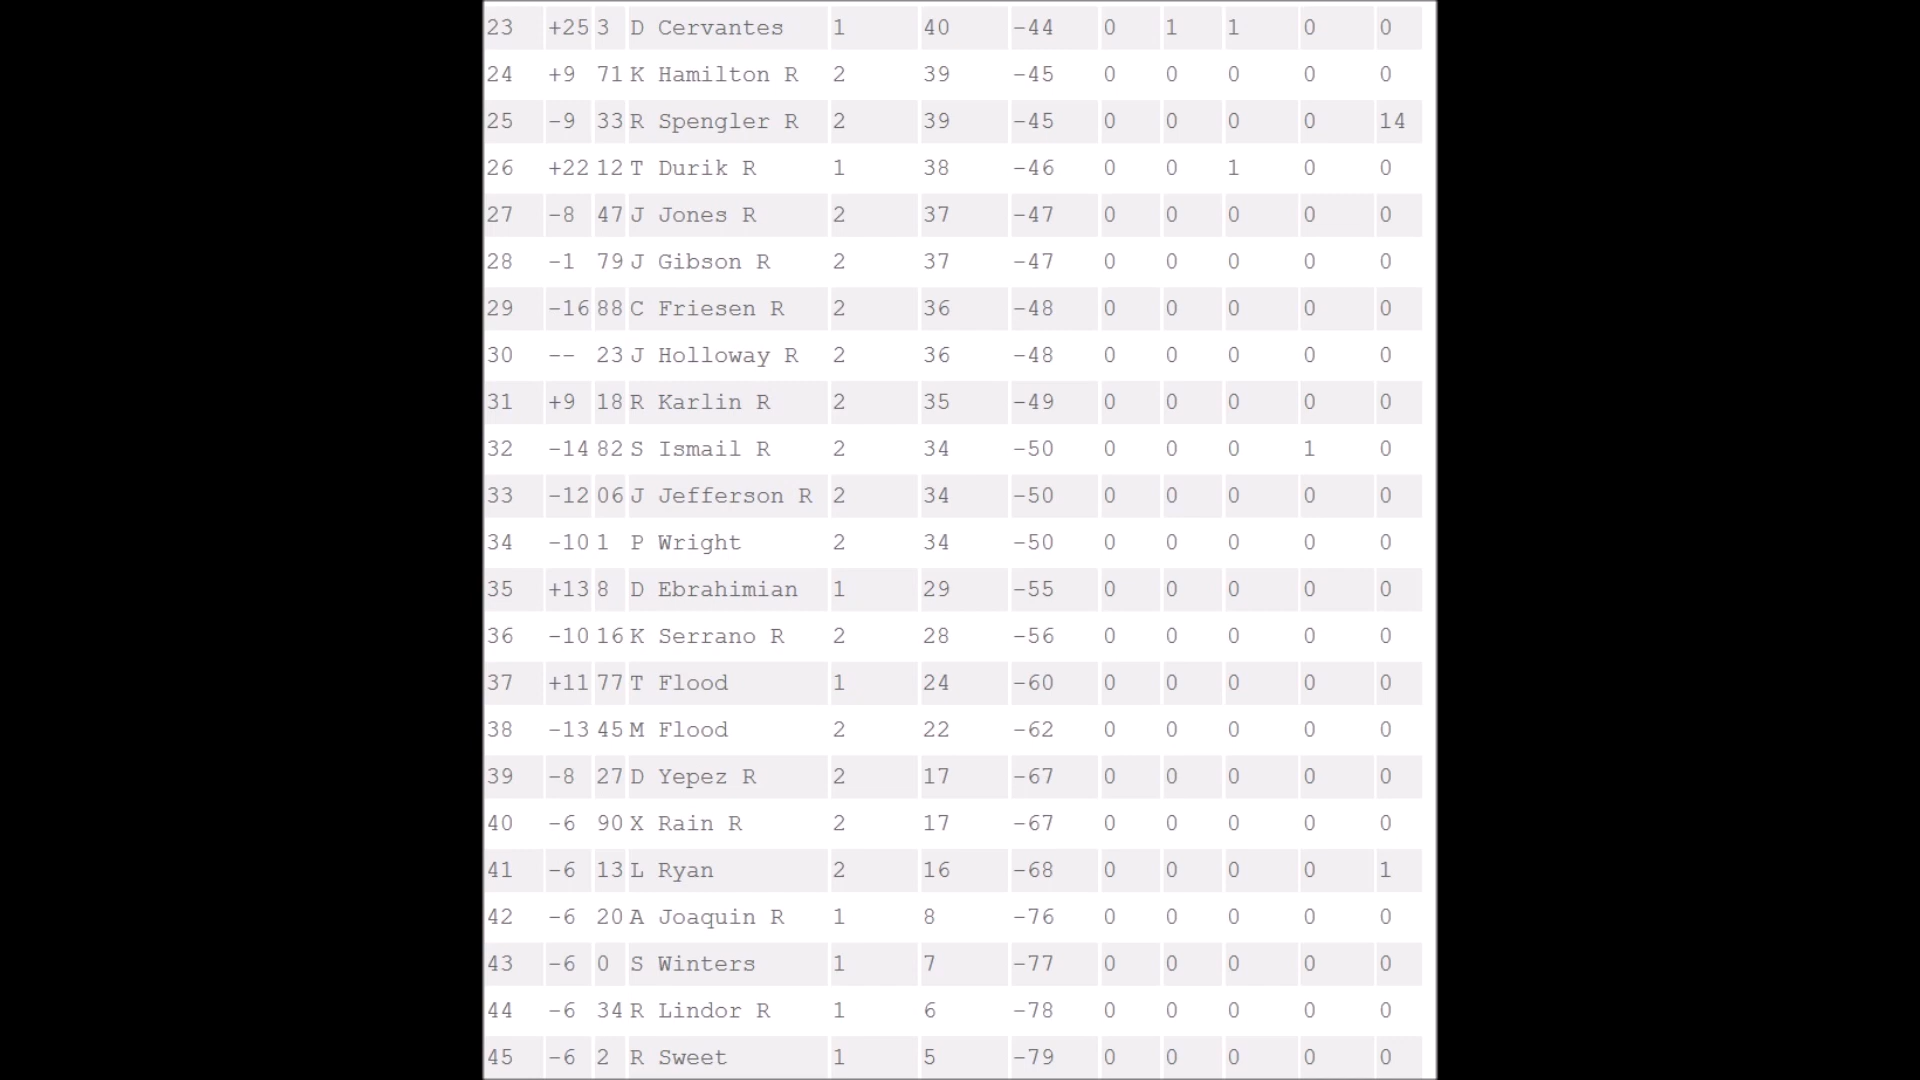 23 +25 3 D Cervantes 1 40 -44 0 1 1 0 0
24 +9 71 K Hamilton R 2 39 -45 0 0 0 0 0
25 -9 33 R Spengler R 2 39 -45 0 0 0 0 14
26 +22 12 T Durik R 1 38 -46 0 0 1 0 0
27 -8 47 J Jones R 2 37 -47 0 0 0 0 0
28 -1 79 J Gibson R 2 37 -47 0 0 0 0 0
29 -16 88 C Friesen R 2 36 -48 0 0 0 0 0
30 -- 23 J Holloway R 2 36 -48 0 0 0 0 0
31 +9 18 R Karlin R 2 35 -49 0 0 0 0 0
32 -14 82 S Ismail R 2 34 -50 0 0 0 1 0
33 -12 06 J Jefferson R 2 34 -50 0 0 0 0 0
34 -10 1 P Wright 2 34 -50 0 0 0 0 0
35 +13 8 D Ebrahimian 1 29 -55 0 0 0 0 0
36 -10 16 K Serrano R 2 28 -56 0 0 0 0 0
37 +11 77 T Flood 1 24 -60 0 0 0 0 0
38 -13 45 M Flood 2 22 -62 0 0 0 0 0
39 -8 27 D Yepez R 2 17 -67 0 0 0 0 0
40 -6 90 X Rain R 2 17 -67 0 0 0 0 0
41 -6 13 L Ryan 2 16 -68 0 0 0 0 1
42 -6 20 A Joaquin R 1 8 -76 0 0 0 0 0
43 -6 0 S Winters 1 7 -77 0 0 0 0 0
44 -6 34 R Lindor R 1 6 -78 0 0 0 0 0
45 -6 2 R Sweet 1 5 -79 0 0 0 0 0